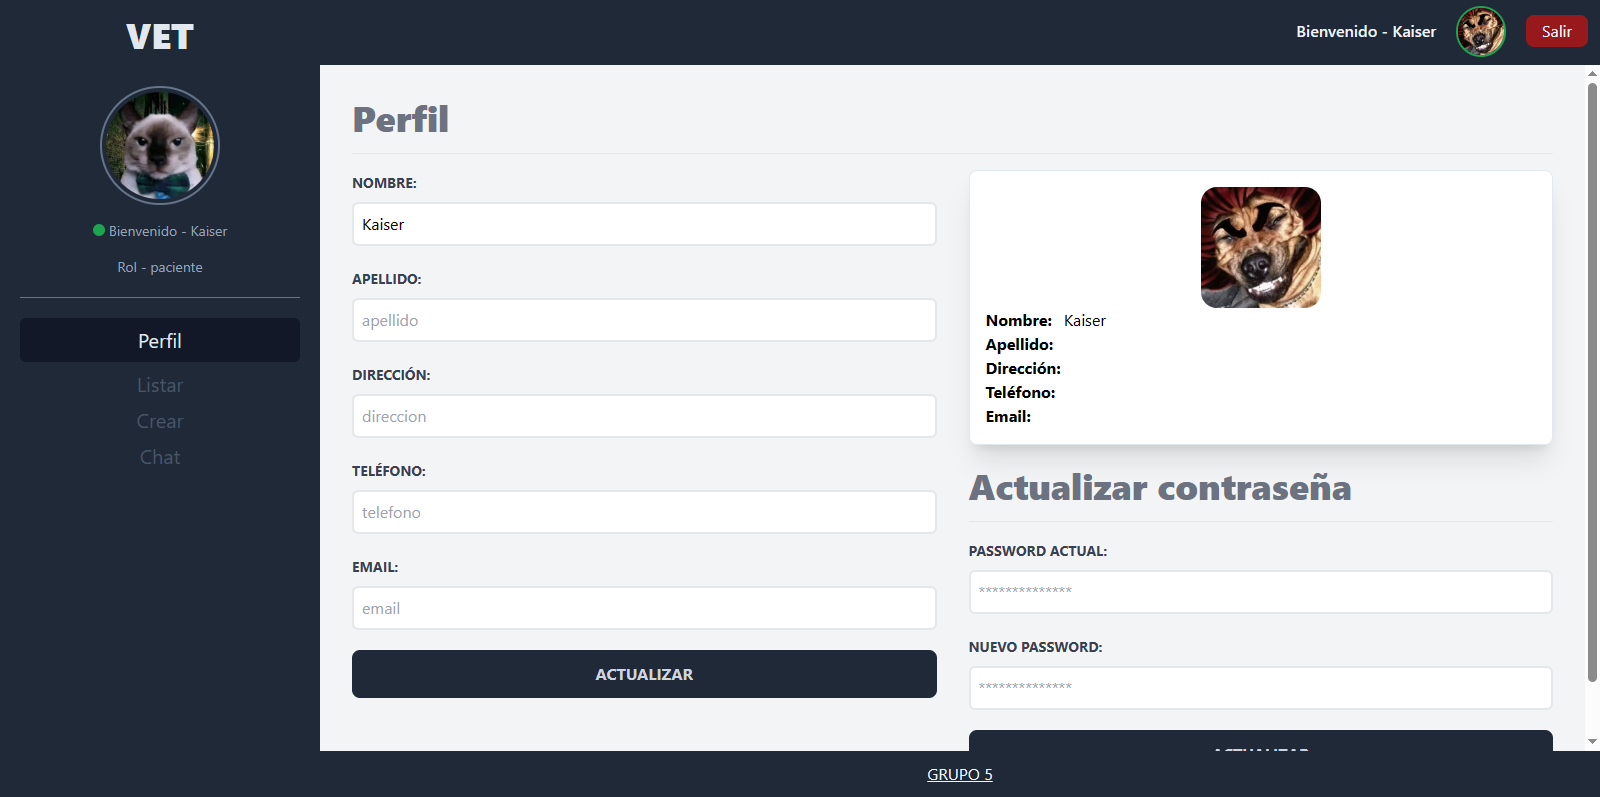 VET
Bienvenido - Kaiser
Salir
Bienvenido - Kaiser
Rol - paciente
Perfil
Listar
Crear
Chat
Perfil
NOMBRE:
Kaiser
APELLIDO:
apellido
DIRECCIÓN:
direccion
TELÉFONO:
telefono
EMAIL:
email
ACTUALIZAR
Nombre: Kaiser
Apellido:
Dirección:
Teléfono:
Email:
Actualizar contraseña
PASSWORD ACTUAL:
**************
NUEVO PASSWORD:
**************
ACTUALIZAR
GRUPO 5